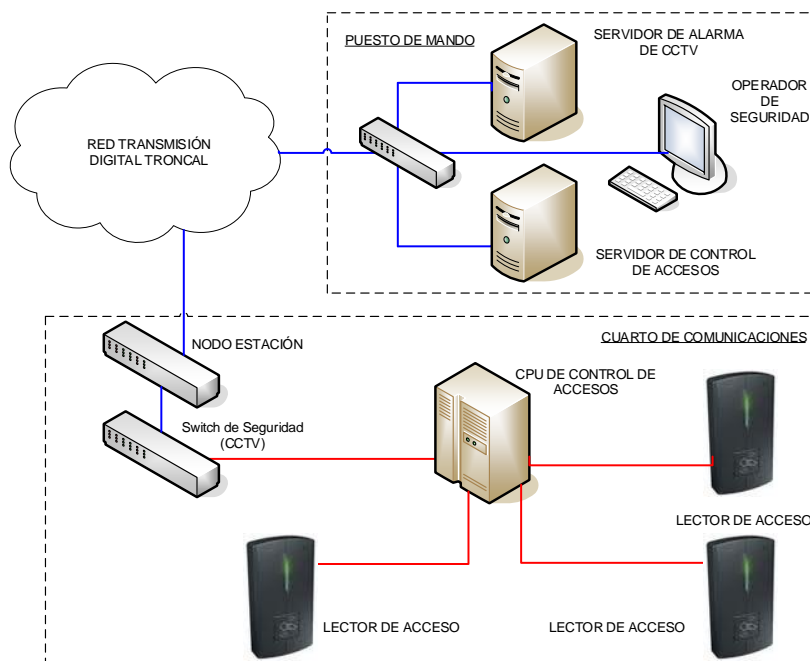 PUESTO DE MANDO
SERVIDOR DE ALARMA
DE CCTV
OPERADOR
DE
SEGURIDAD
RED TRANSMISIÓN
DIGITAL TRONCAL
SERVIDOR DE CONTROL
DE ACCESOS
NODO ESTACIÓN
CUARTO DE COMUNICACIONES
CPU DE CONTROL DE
ACCESOS
Switch de Seguridad
(CCTV)
LECTOR DE ACCESO
LECTOR DE ACCESO
LECTOR DE ACCESO